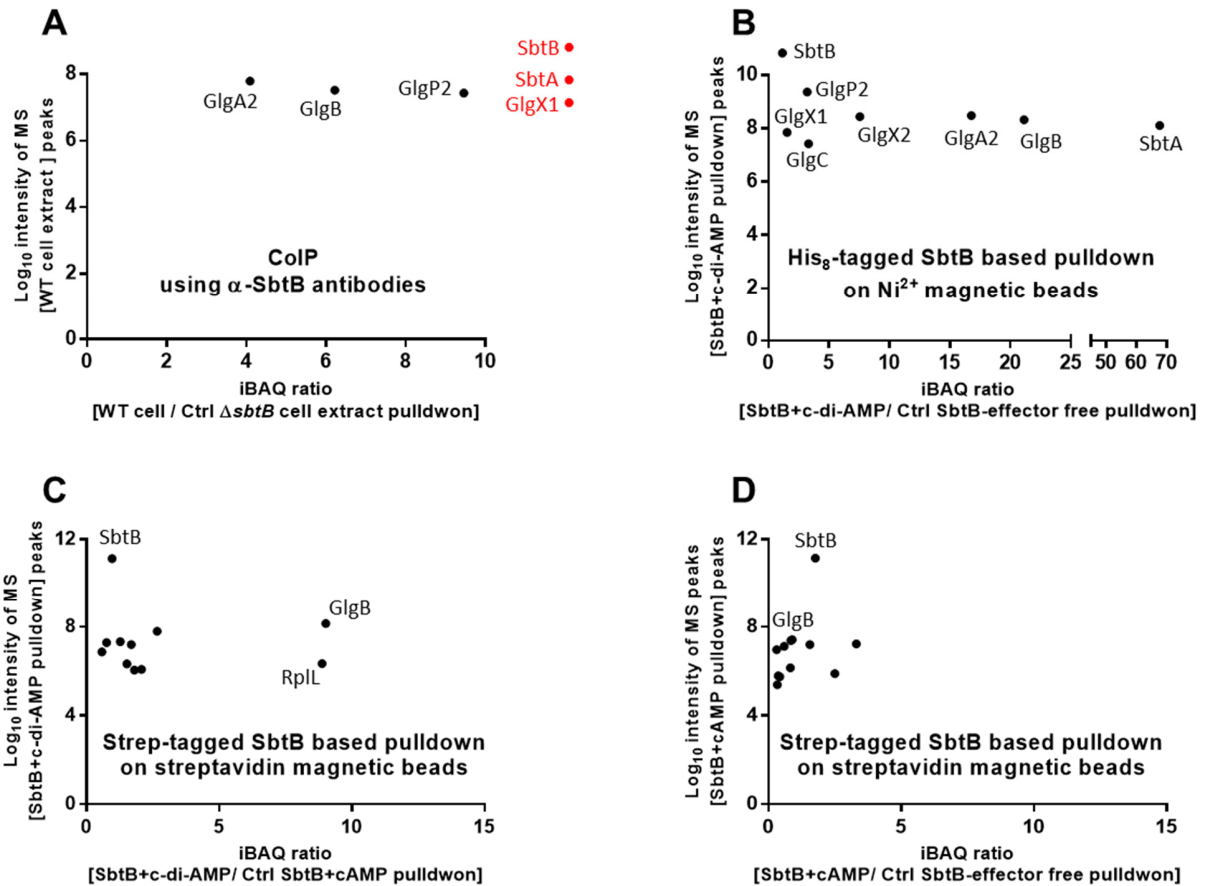 A
Log10 intensity of MS
[WT cell extract ] peaks
8
6
4
2
0
SbtB
SbtA
GlgX1
GlgA2
GlgB
GlgP2
CoIP
using α-SbtB antibodies
0 2 4 6 8 10
iBAQ ratio
[WT cell / Ctrl ΔsbtB cell extract pulldwon]
B
Log10 intensity of MS
[SbtB+c-di-AMP pulldown] peaks
10
8
6
4
2
0
SbtB
GlgP2
GlgX1
GlgC
GlgX2
GlgA2
GlgB
SbtA
His8-tagged SbtB based pulldown
on Ni2+ magnetic beads
0 5 10 15 20 25 50 60 70
iBAQ ratio
[SbtB+c-di-AMP/ Ctrl SbtB-effector free pulldwon]
C
Log10 intensity of MS
[SbtB+c-di-AMP pulldown] peaks
12
8
4
0
SbtB
GlgB
RplL
Strep-tagged SbtB based pulldown
on streptavidin magnetic beads
0 5 10 15
iBAQ ratio
[SbtB+c-di-AMP/ Ctrl SbtB+cAMP pulldwon]
D
Log10 intensity of MS peaks
[SbtB+cAMP pulldown] peaks
12
8
4
0
SbtB
GlgB
Strep-tagged SbtB based pulldown
on streptavidin magnetic beads
0 5 10 15
iBAQ ratio
[SbtB+cAMP/ Ctrl SbtB-effector free pulldwon]